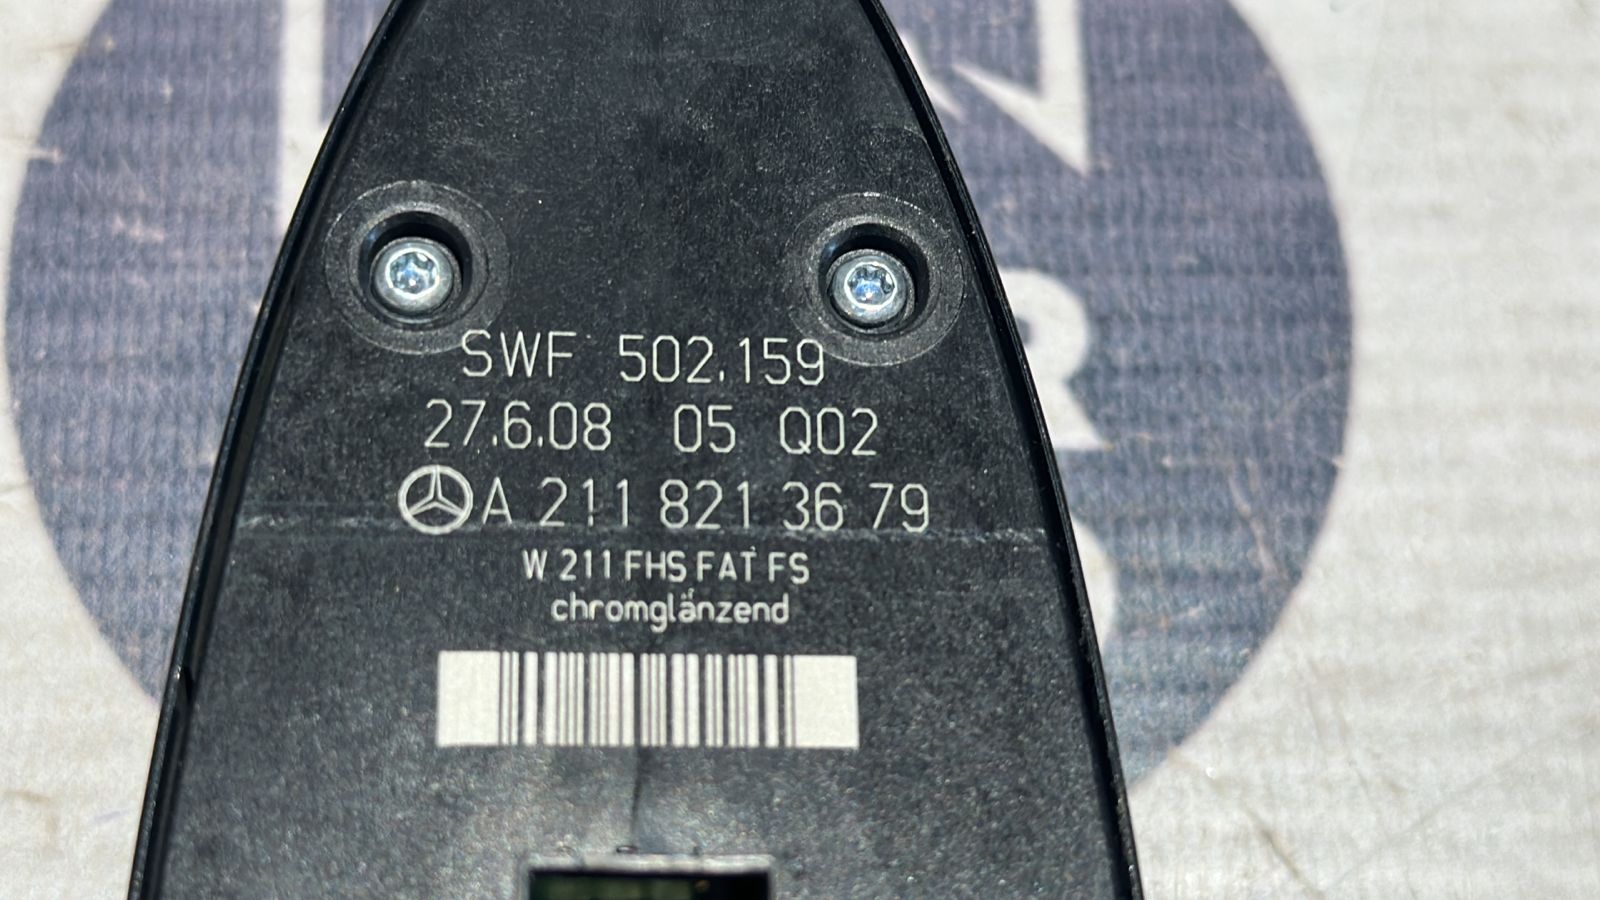 SWF 502.159
27.6.08 05 Q02
A 211 821 36 79
W 211 FHS FAT FS
chromglänzend